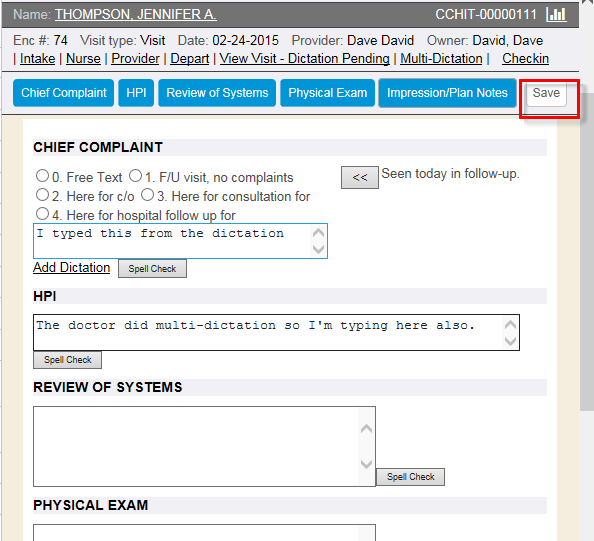 Name: THOMPSON, JENNIFER A. CCHIT-00000111
Enc #: 74 Visit type: Visit Date: 02-24-2015 Provider: Dave David Owner: David, Dave
| Intake | Nurse | Provider | Depart | View Visit - Dictation Pending | Multi-Dictation | Checkin
Chief Complaint HPI Review of Systems Physical Exam Impression/Plan Notes Save
CHIEF COMPLAINT
0. Free Text 1. F/U visit, no complaints << Seen today in follow-up.
2. Here for c/o 3. Here for consultation for
4. Here for hospital follow up for
I typed this from the dictation
Add Dictation Spell Check
HPI
The doctor did multi-dictation so I'm typing here also.
Spell Check
REVIEW OF SYSTEMS
Spell Check
PHYSICAL EXAM